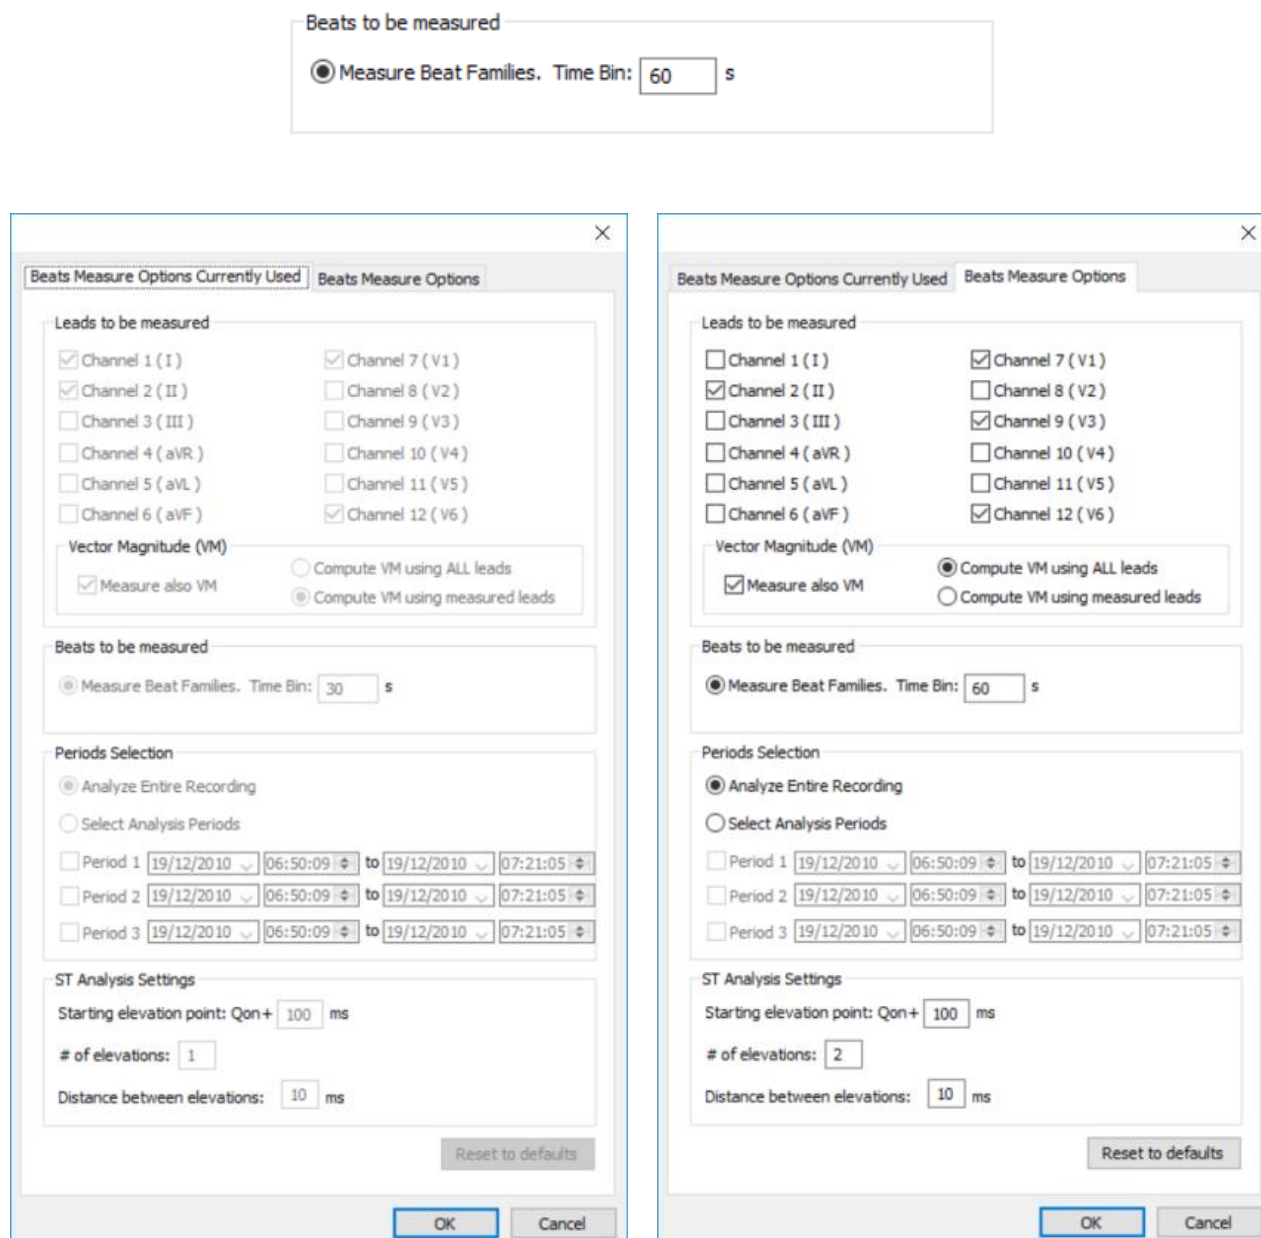 Beats to be measured
Measure Beat Families. Time Bin: 60 s
Beats Measure Options Currently Used Beats Measure Options
Leads to be measured
Channel 1 ( I ) Channel 7 ( V1 )
Channel 2 ( II ) Channel 8 ( V2 )
Channel 3 ( III ) Channel 9 ( V3 )
Channel 4 ( aVR ) Channel 10 ( V4 )
Channel 5 ( aVL ) Channel 11 ( V5 )
Channel 6 ( aVF ) Channel 12 ( V6 )
Vector Magnitude (VM)
Compute VM using ALL leads
Measure also VM
Compute VM using measured leads
Beats to be measured
Measure Beat Families. Time Bin: 30 s
Periods Selection
Analyze Entire Recording
Select Analysis Periods
Period 1 19/12/2010 06:50:09 to 19/12/2010 07:21:05
Period 2 19/12/2010 06:50:09 to 19/12/2010 07:21:05
Period 3 19/12/2010 06:50:09 to 19/12/2010 07:21:05
ST Analysis Settings
Starting elevation point: Qon+ 100 ms
# of elevations: 1
Distance between elevations: 10 ms
Reset to defaults
OK Cancel
Beats Measure Options Currently Used Beats Measure Options
Leads to be measured
Channel 1 ( I ) Channel 7 ( V1 )
Channel 2 ( II ) Channel 8 ( V2 )
Channel 3 ( III ) Channel 9 ( V3 )
Channel 4 ( aVR ) Channel 10 ( V4 )
Channel 5 ( aVL ) Channel 11 ( V5 )
Channel 6 ( aVF ) Channel 12 ( V6 )
Vector Magnitude (VM)
Compute VM using ALL leads
Measure also VM
Compute VM using measured leads
Beats to be measured
Measure Beat Families. Time Bin: 60 s
Periods Selection
Analyze Entire Recording
Select Analysis Periods
Period 1 19/12/2010 06:50:09 to 19/12/2010 07:21:05
Period 2 19/12/2010 06:50:09 to 19/12/2010 07:21:05
Period 3 19/12/2010 06:50:09 to 19/12/2010 07:21:05
ST Analysis Settings
Starting elevation point: Qon+ 100 ms
# of elevations: 2
Distance between elevations: 10 ms
Reset to defaults
OK Cancel